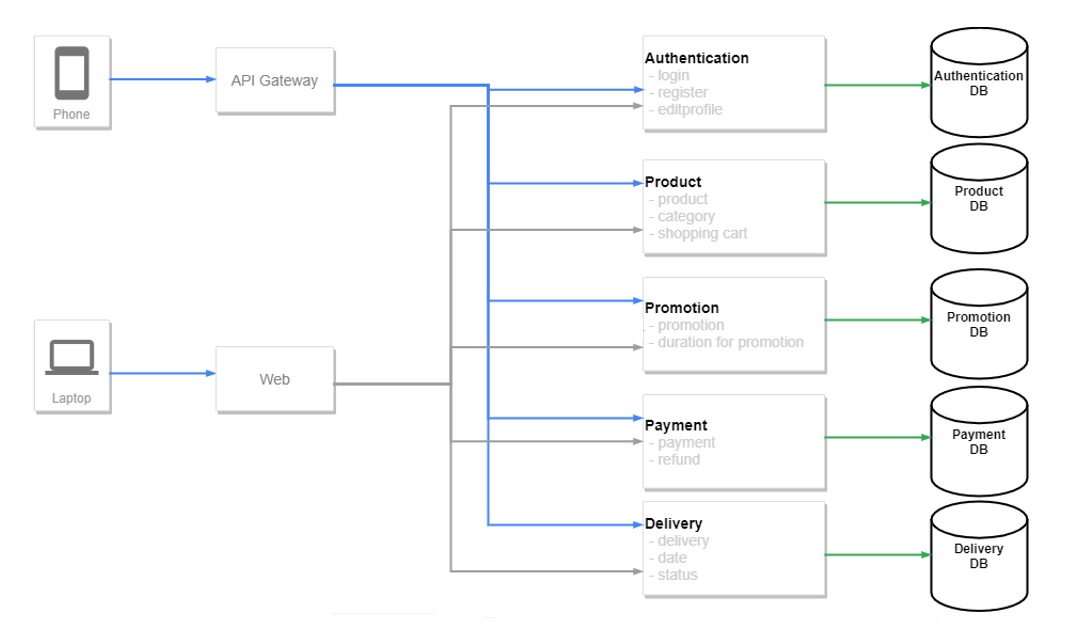 Phone
API Gateway
Authentication
- login
- register
- editprofile
Authentication
DB
Product
- product
- category
- shopping cart
Product
DB
Promotion
- promotion
- duration for promotion
Promotion
DB
Laptop
Web
Payment
- payment
- refund
Payment
DB
Delivery
- delivery
- date
- status
Delivery
DB